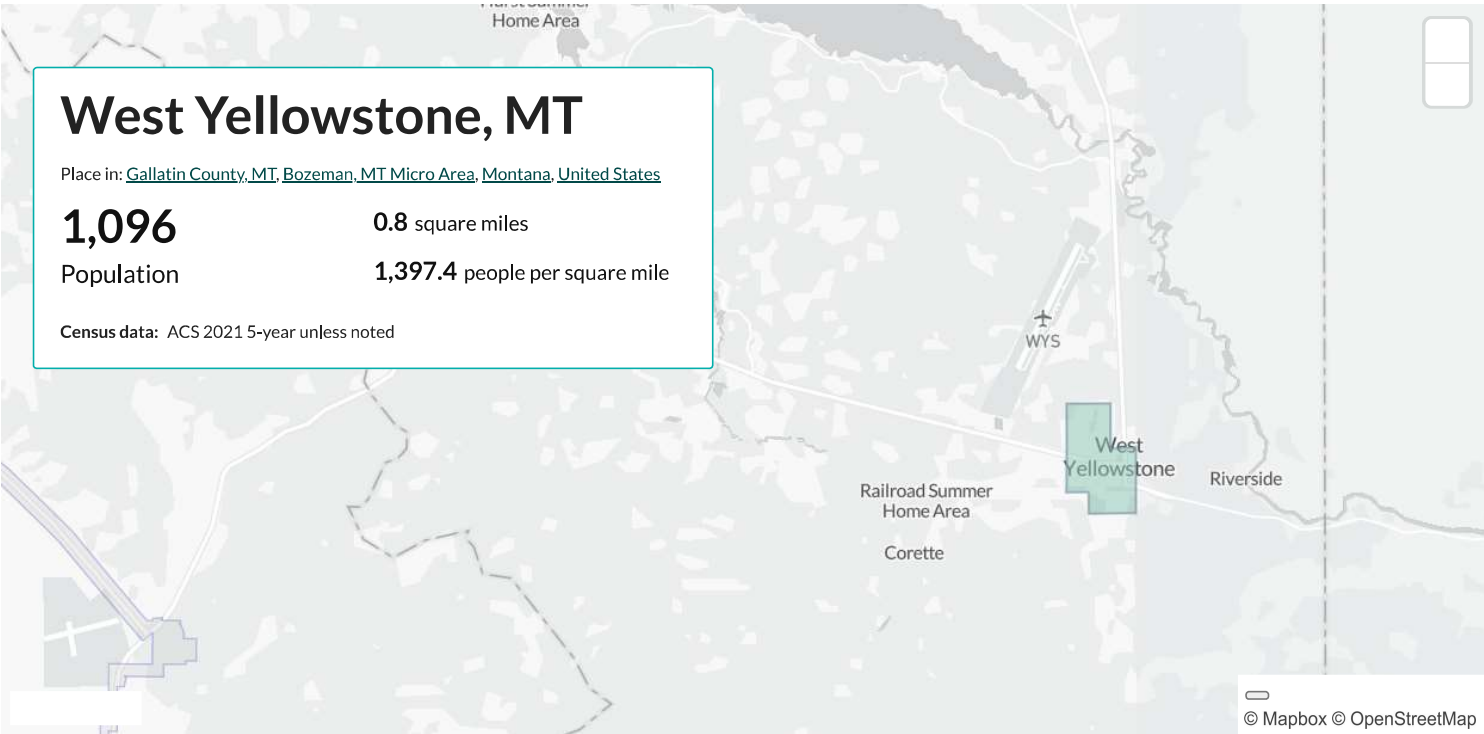 Home Area
West Yellowstone, MT
Place in: Gallatin County, MT, Bozeman, MT Micro Area, Montana, United States
1,096
Population
0.8 square miles
1,397.4 people per square mile
Census data: ACS 2021 5-year unless noted
WYS
West
Yellowstone
Riverside
Railroad Summer
Home Area
Corette
© Mapbox © OpenStreetMap